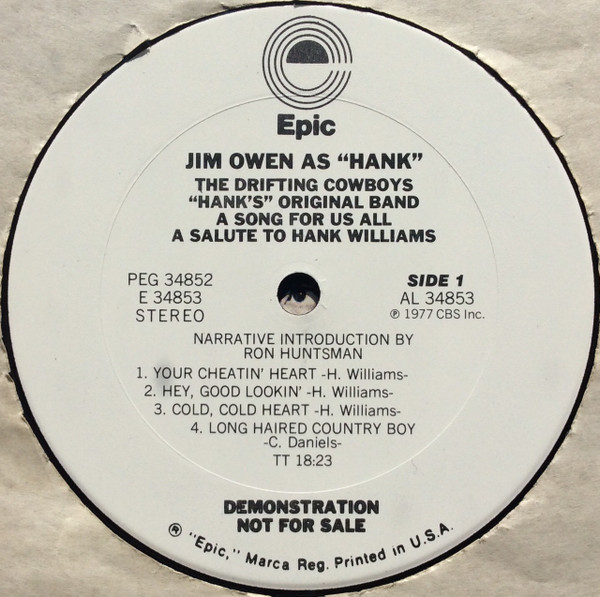 Epic
JIM OWEN AS “HANK”
THE DRIFTING COWBOYS
“HANK’S” ORIGINAL BAND
A SONG FOR US ALL
A SALUTE TO HANK WILLIAMS
PEG 34852
E 34853
STEREO
SIDE 1
AL 34853
℗ 1977 CBS Inc.
NARRATIVE INTRODUCTION BY
RON HUNTSMAN
1. YOUR CHEATIN’ HEART -H. Williams-
2. HEY, GOOD LOOKIN’ -H. Williams-
3. COLD, COLD HEART -H. Williams-
4. LONG HAIRED COUNTRY BOY
-C. Daniels-
TT 18:23
DEMONSTRATION
NOT FOR SALE
® "Epic," Marca Reg. Printed in U.S.A.